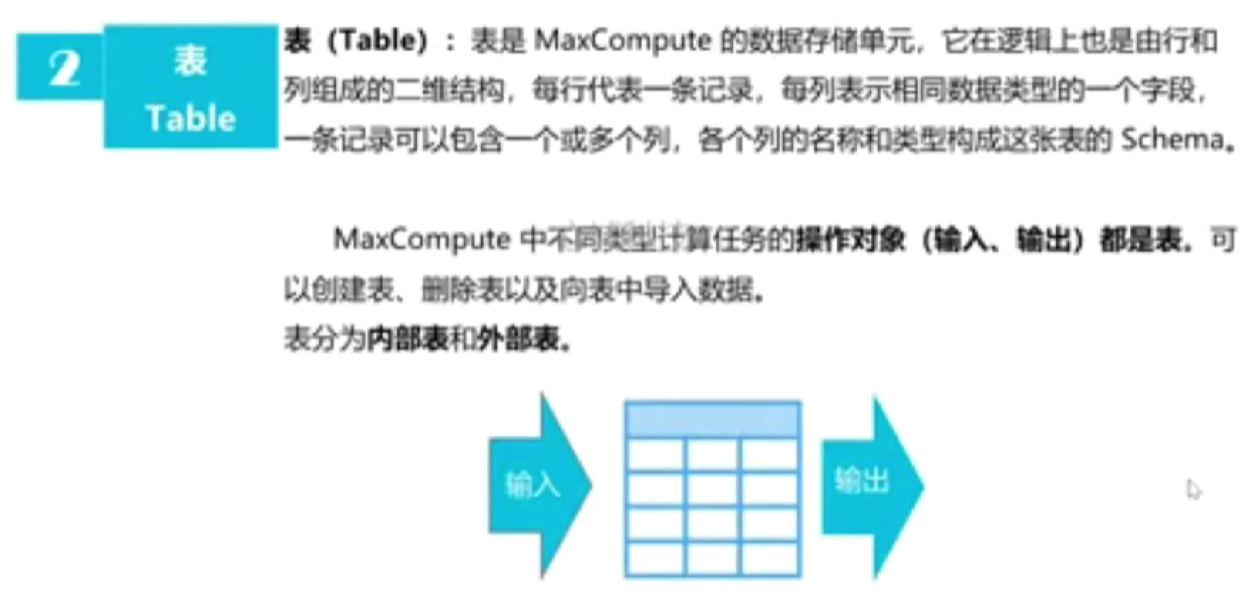 2
表
Table
表（Table）：表是 MaxCompute 的数据存储单元，它在逻辑上也是由行和
列组成的二维结构，每行代表一条记录，每列表示相同数据类型的一个字段，
一条记录可以包含一个或多个列，各个列的名称和类型构成这张表的 Schema。
MaxCompute 中不同类型计算任务的操作对象（输入、输出）都是表。可
以创建表、删除表以及向表中导入数据。
表分为内部表和外部表。
输入
输出